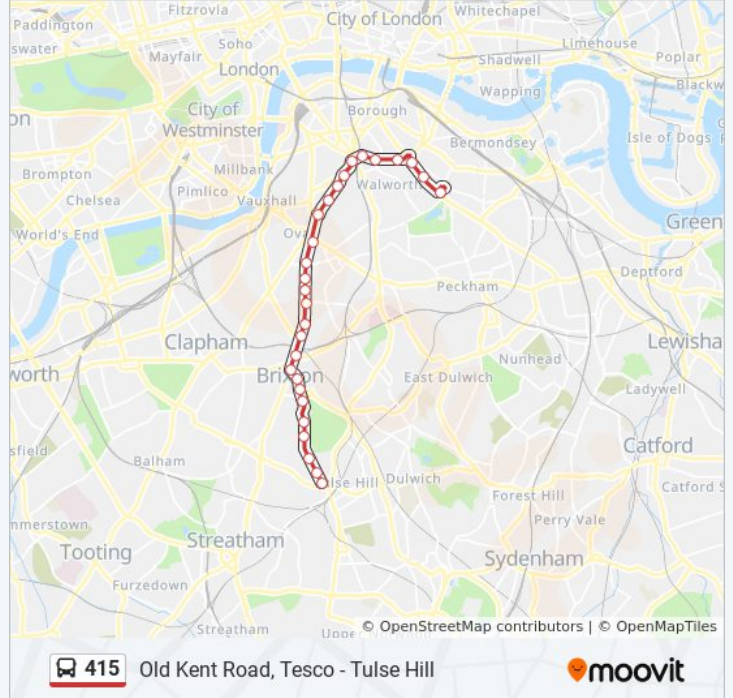 Fitzrovia
Whitechapel
City of London
Paddington
swater
Soho
Limehouse
Mayfair
Shadwell
Poplar
London
Blackw
Wapping
on
City of
Westminster
Borough
Isle of Dogs
Bermondsey
Millbank
Brompton
Pimlico
Walworth
Chelsea
Vauxhall
Green
World's End
Ova
Deptford
Peckham
Clapham
Lewisha
Nunhead
worth
Brixton
East Dulwich
Ladywell
Catford
sfield
Balham
ulse Hill
Dulwich
Catford S
Forest Hill
mmerstown
Perry Vale
Streatham
Tooting
Sydenham
Furzedown
Streatham
Upper
© OpenStreetMap contributors | © OpenMapTiles
415 Old Kent Road, Tesco - Tulse Hill
moovit